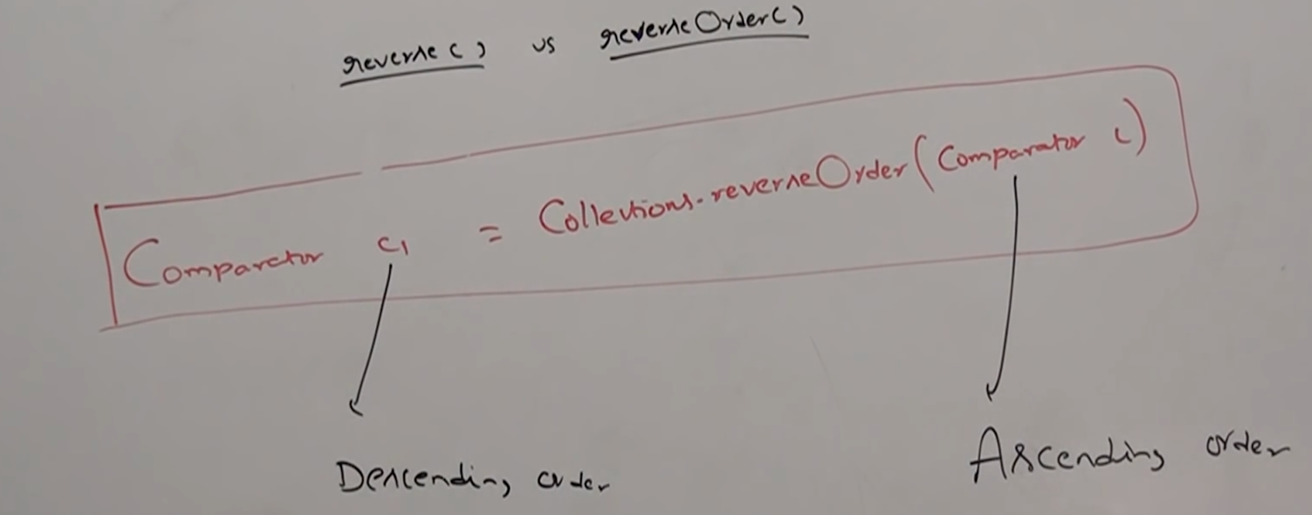 reverse() vs reverseOrder()
Comparator c1 = Collections.reverseOrder(Comparator c)
Descending order
Ascending order